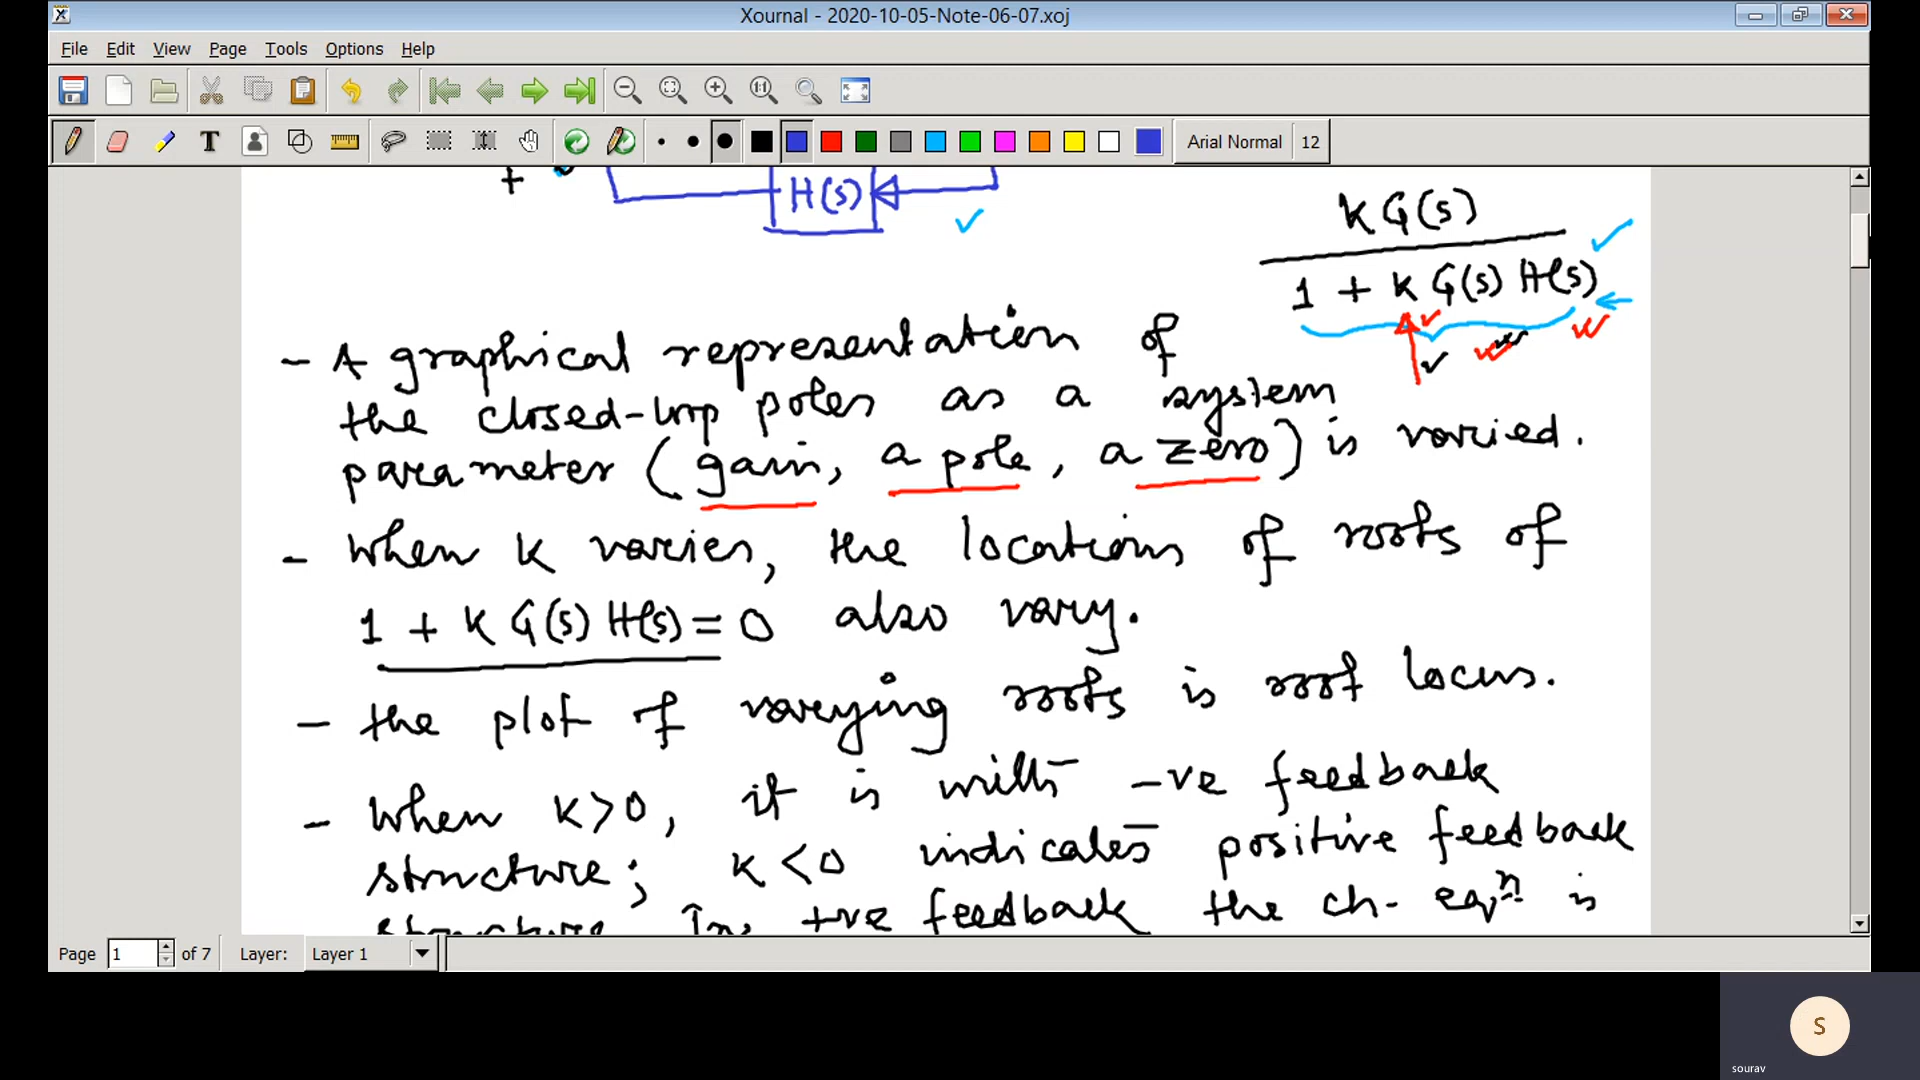 Xournal - 2020-10-05-Note-06-07.xoj
File Edit View Page Tools Options Help
Arial Normal 12
+
H(s)
K G(s)
1 + K G(s) H(s)
- A graphical representation of
the closed-loop poles as a system
parameter (gain, a pole, a zero) is varied.
- When K varies, the locations of roots of
1 + K G(s) H(s) = 0 also vary.
- the plot of varying roots is root locus.
- When K>0, it is with -ve feedback
structure; K<0 indicates positive feedback
structure In +ve feedback the ch. eqn is
Page 1 of 7 Layer: Layer 1
S
sourav